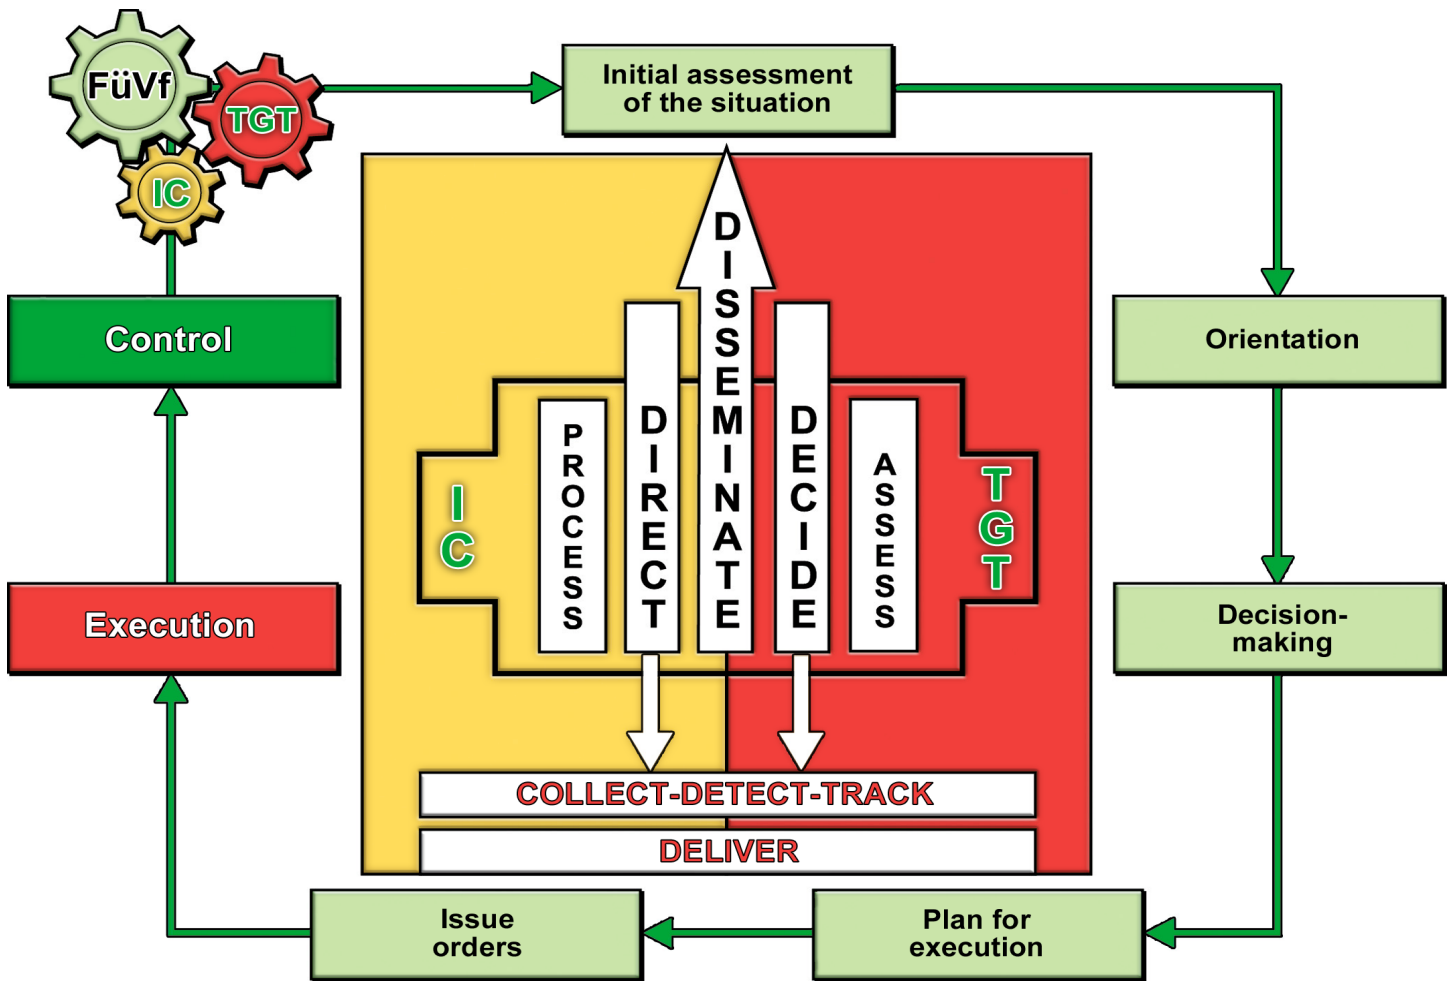 FüVf
TGT
IC
Initial assessment
of the situation
Orientation
Decision-
making
Plan for
execution
Issue
orders
Execution
Control
IC
PROCESS
DIRECT
DISSEMINATE
DECIDE
ASSESS
TGT
COLLECT-DETECT-TRACK
DELIVER